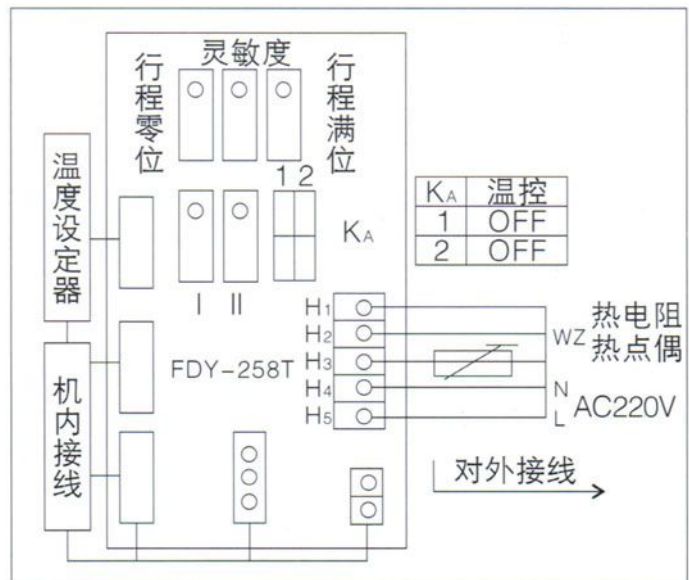 灵敏度
行程零位
行程满位
1 2
KA
温度设定器
KA 温控
1 OFF
2 OFF
I II
H1
H2
H3
H4
H5
FDY-258T
WZ
热电阻
热点偶
N
L
AC220V
机内接线
对外接线